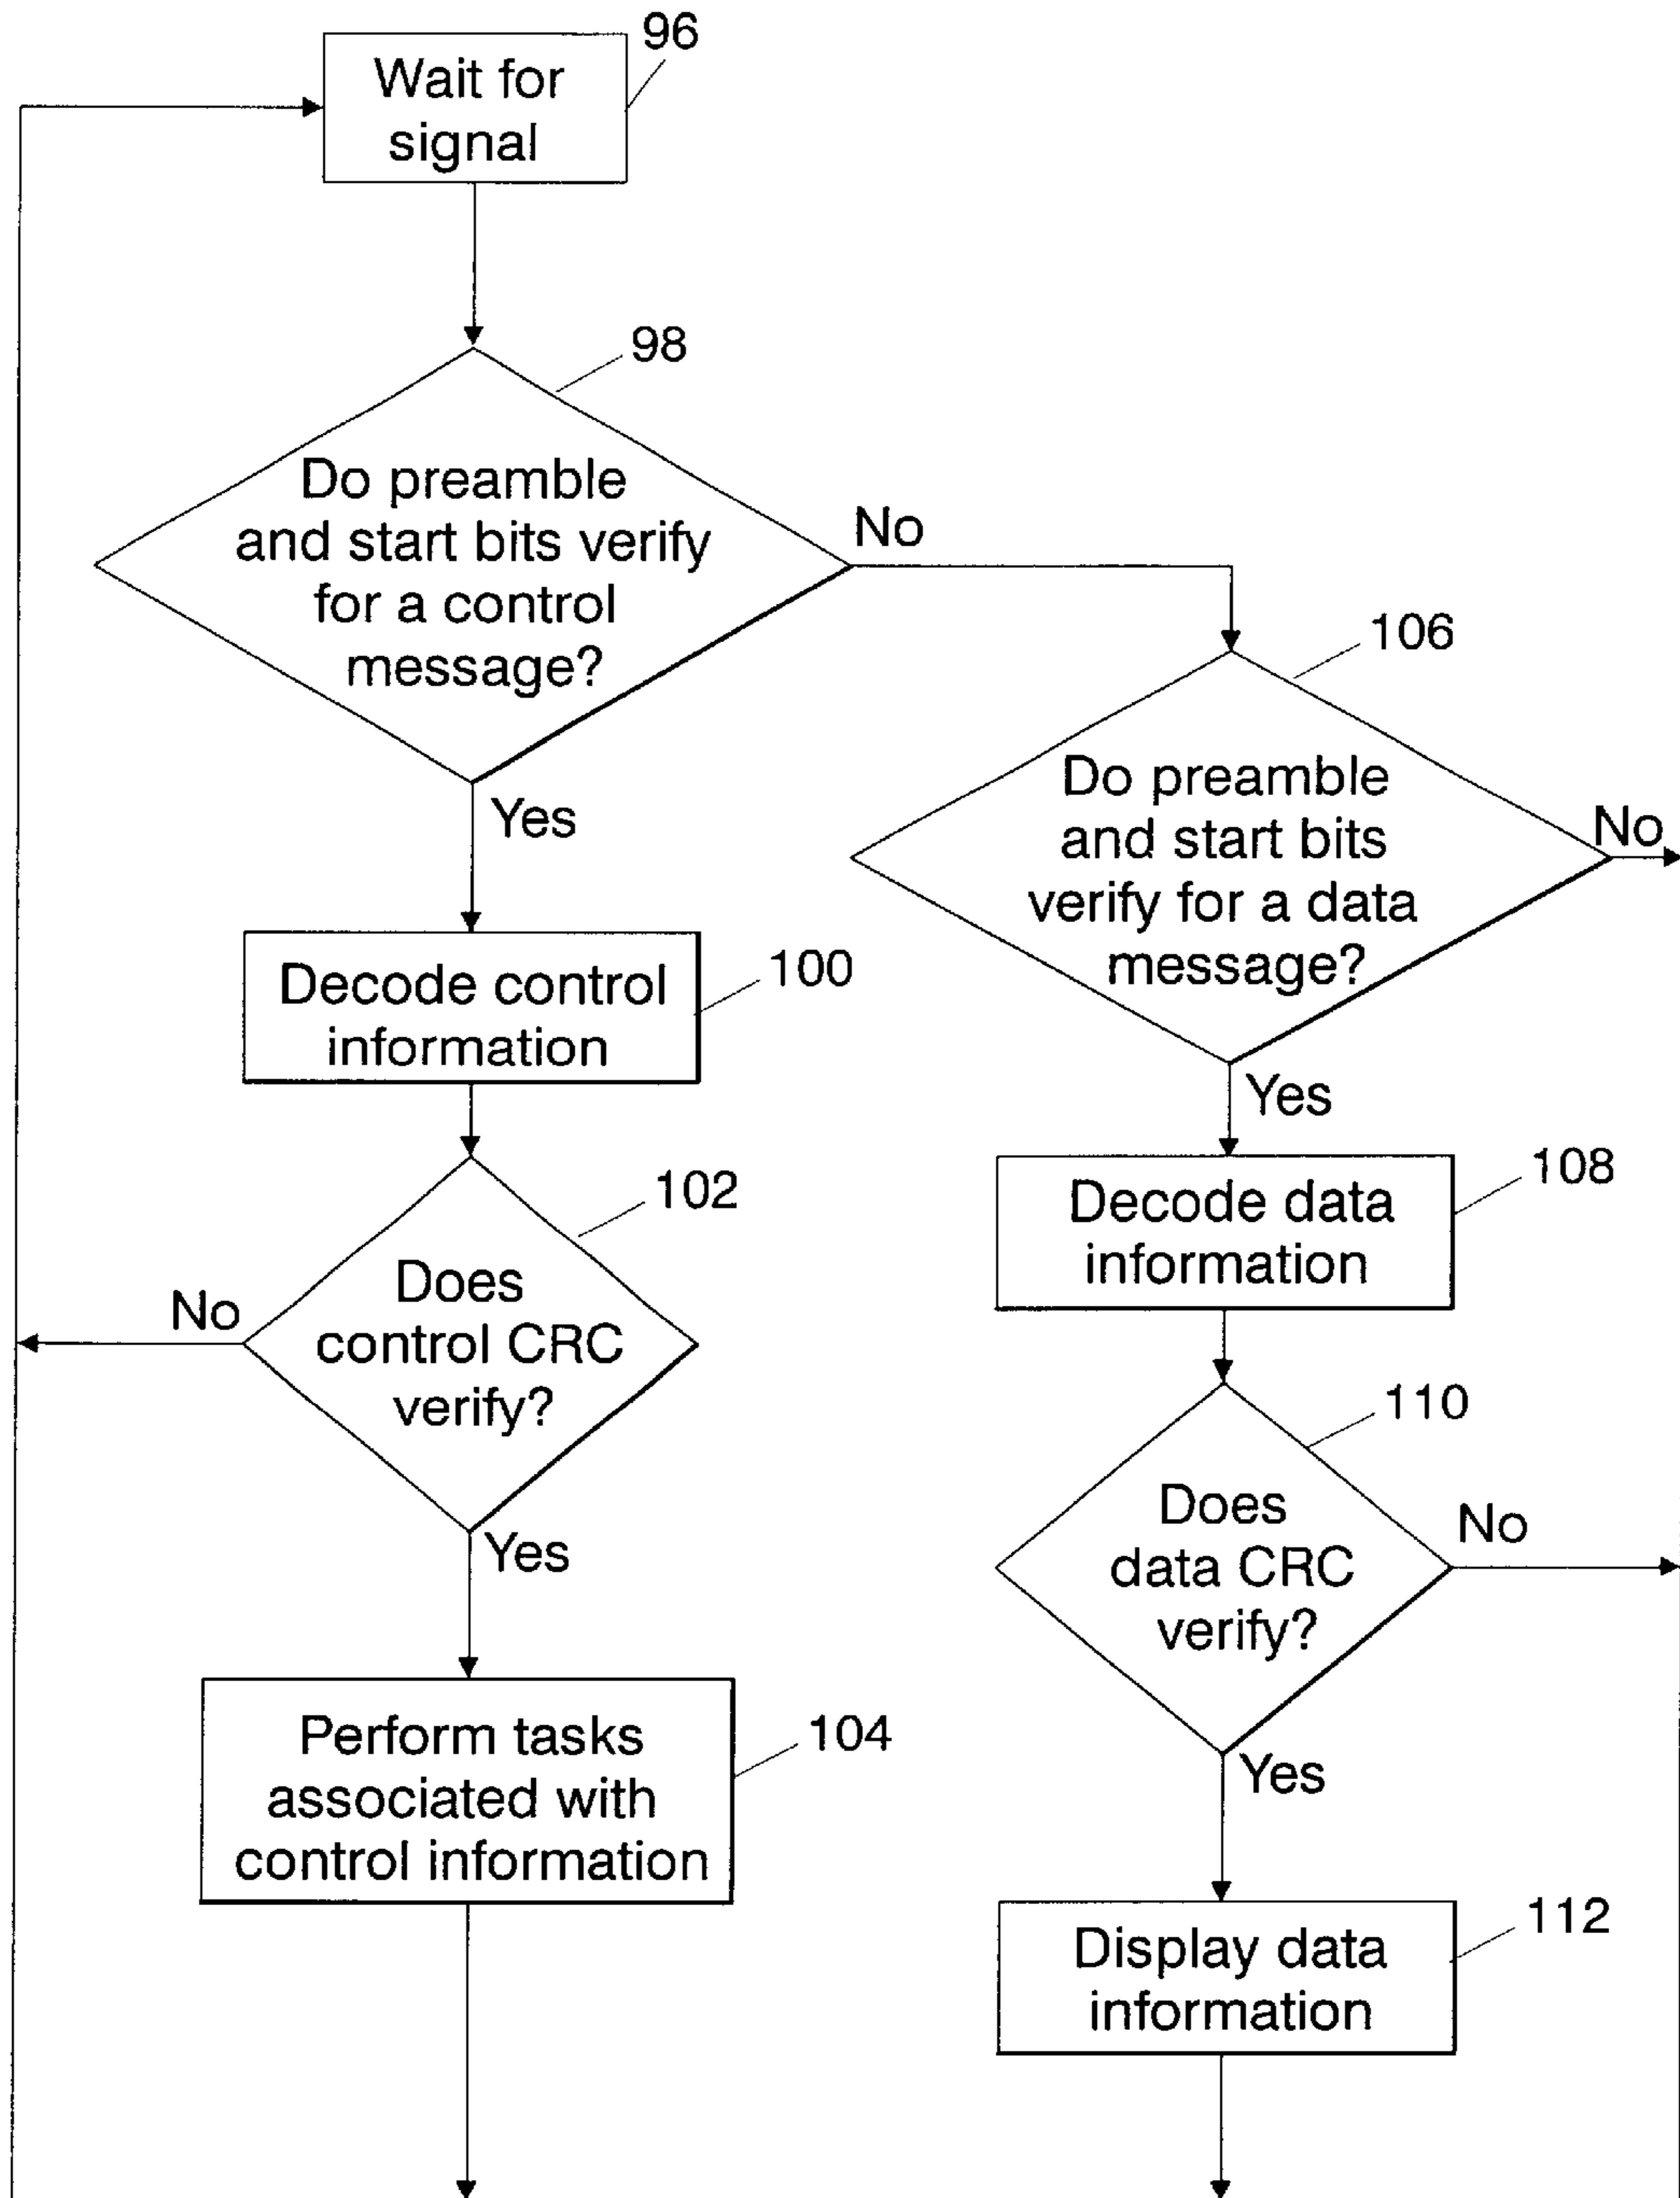 96
Wait for
signal
98
Do preamble
and start bits verify
for a control
message?
No
Yes
106
Do preamble
and start bits
verify for a data
message?
No
Yes
100
Decode control
information
102
Does
control CRC
verify?
No
Yes
108
Decode data
information
110
Does
data CRC
verify?
No
Yes
104
Perform tasks
associated with
control information
112
Display data
information